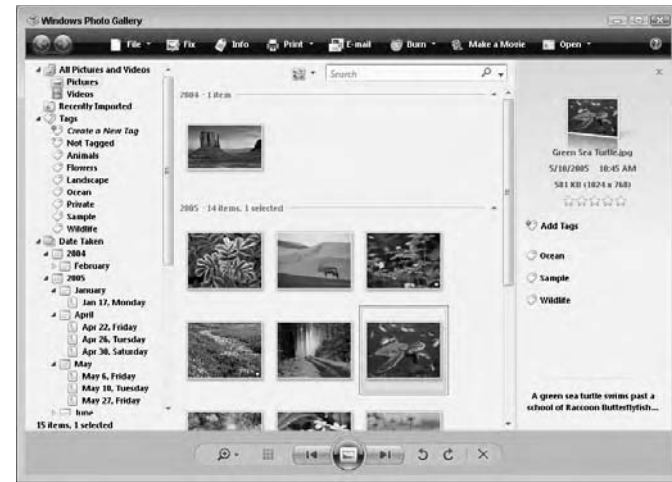 Windows Photo Gallery
File Fix Info Print E-mail Burn Make a Movie Open
All Pictures and Videos
Pictures
Videos
Recently Imported
Tags
Create a New Tag
Not Tagged
Animals
Flowers
Landscape
Ocean
Private
Sample
Wildlife
Date Taken
2004
February
2005
January
Jan 17, Monday
April
Apr 22, Friday
Apr 26, Tuesday
Apr 30, Saturday
May
May 6, Friday
May 10, Tuesday
May 27, Friday
June
15 items, 1 selected
Search
2004 - 1 item
2005 - 14 items, 1 selected
Green Sea Turtle.jpg
5/10/2005 10:45 AM
581 KB (1024 x 768)
Add Tags
Ocean
Sample
Wildlife
A green sea turtle swims past a
school of Raccoon Butterflyfish...